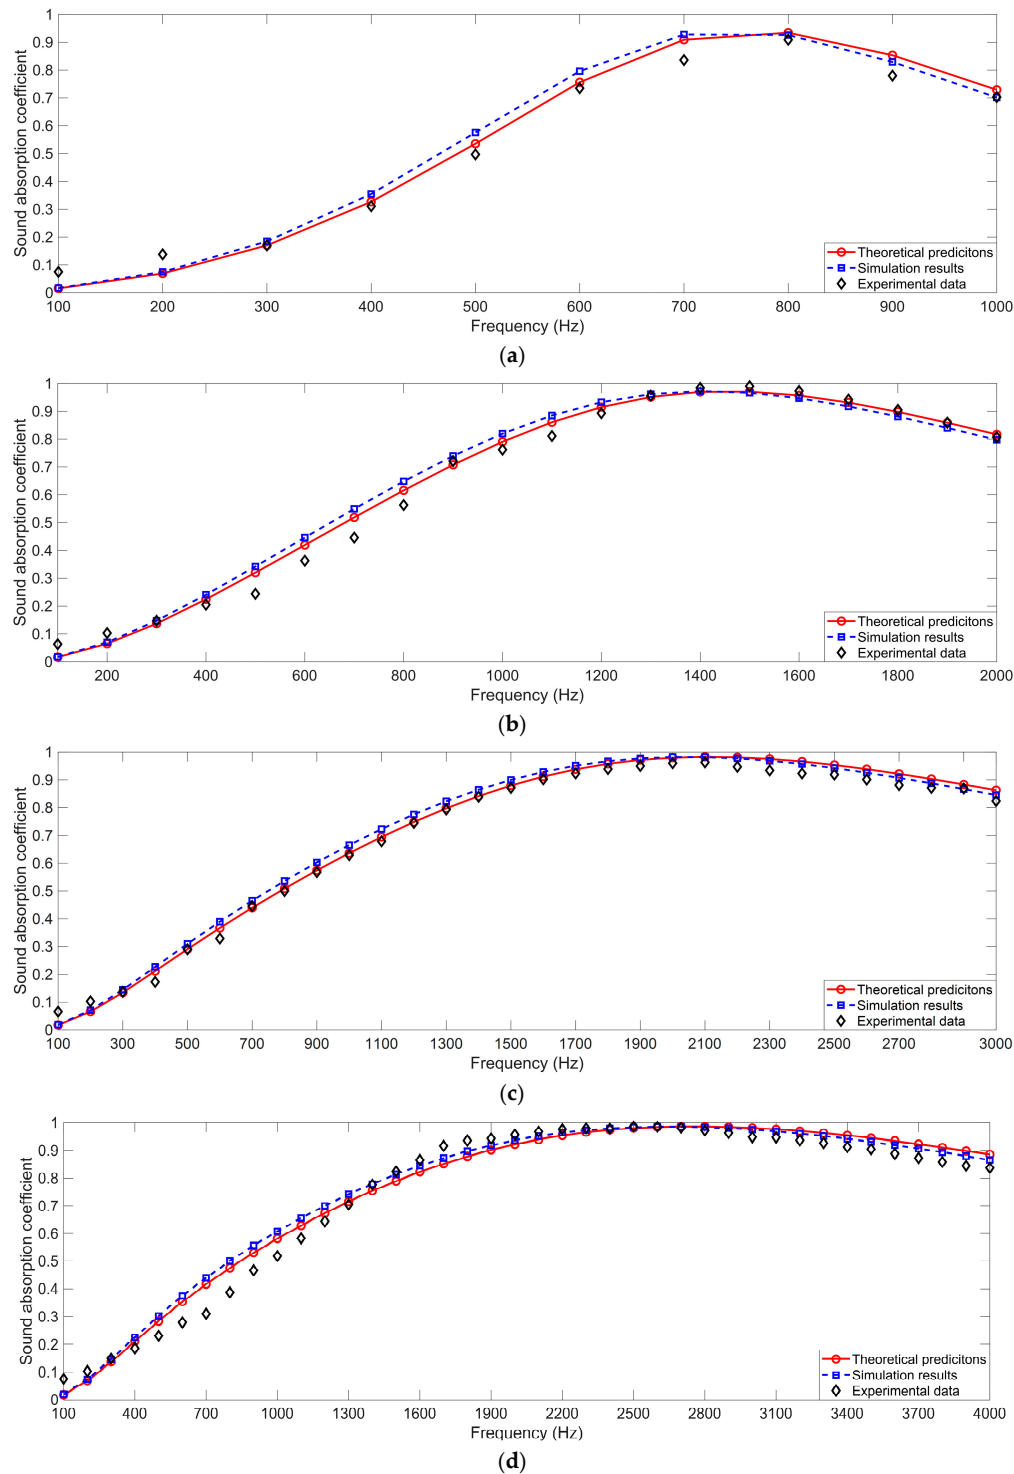 1
0.9
0.8
0.7
0.6
0.5
0.4
0.3
0.2
0.1
0
Sound absorption coefficient
Theoretical predicitons
Simulation results
Experimental data
100 200 300 400 500 600 700 800 900 1000
Frequency (Hz)
(a)
1
0.9
0.8
0.7
0.6
0.5
0.4
0.3
0.2
0.1
0
Sound absorption coefficient
Theoretical predicitons
Simulation results
Experimental data
200 400 600 800 1000 1200 1400 1600 1800 2000
Frequency (Hz)
(b)
1
0.9
0.8
0.7
0.6
0.5
0.4
0.3
0.2
0.1
0
Sound absorption coefficient
Theoretical predicitons
Simulation results
Experimental data
100 300 500 700 900 1100 1300 1500 1700 1900 2100 2300 2500 2700 3000
Frequency (Hz)
(c)
1
0.9
0.8
0.7
0.6
0.5
0.4
0.3
0.2
0.1
0
Sound absorption coefficient
Theoretical predicitons
Simulation results
Experimental data
100 400 700 1000 1300 1600 1900 2200 2500 2800 3100 3400 3700 4000
Frequency (Hz)
(d)